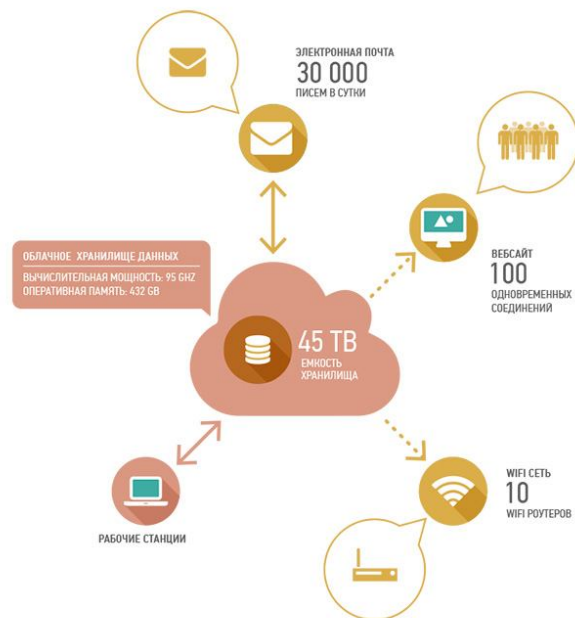 ЭЛЕКТРОННАЯ ПОЧТА
30 000
ПИСЕМ В СУТКИ
ВЕБСАЙТ
100
ОДНОВРЕМЕННЫХ
СОЕДИНЕНИЙ
ОБЛАЧНОЕ ХРАНИЛИЩЕ ДАННЫХ
ВЫЧИСЛИТЕЛЬНАЯ МОЩНОСТЬ: 95 GHZ
ОПЕРАТИВНАЯ ПАМЯТЬ: 432 GB
45 TB
ЕМКОСТЬ
ХРАНИЛИЩА
WIFI СЕТЬ
10
WIFI РОУТЕРОВ
РАБОЧИЕ СТАНЦИИ